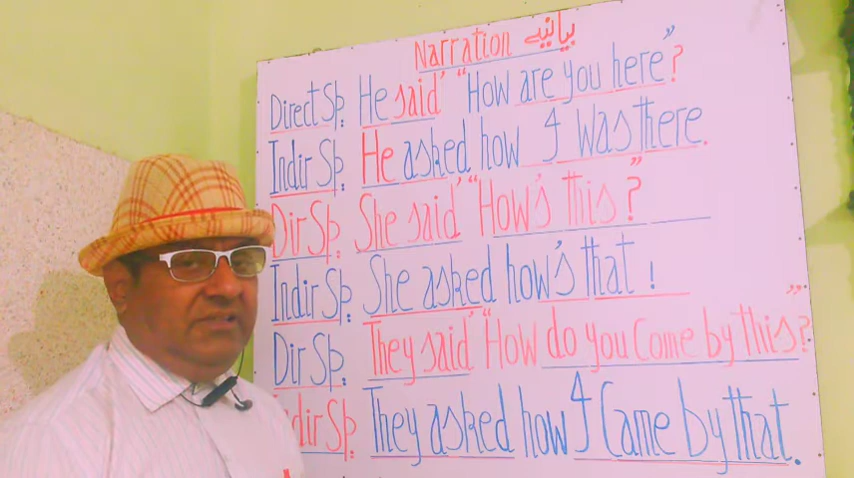 Narration بیانیے
Direct Sp. He said' "How are you here"?
Indir Sp. He asked how I was there.
Dir Sp. She said' "How's this"?
Indir Sp. She asked how's that !
Dir Sp. They said' "How do you come by this"?
Indir Sp. They asked how I came by that.